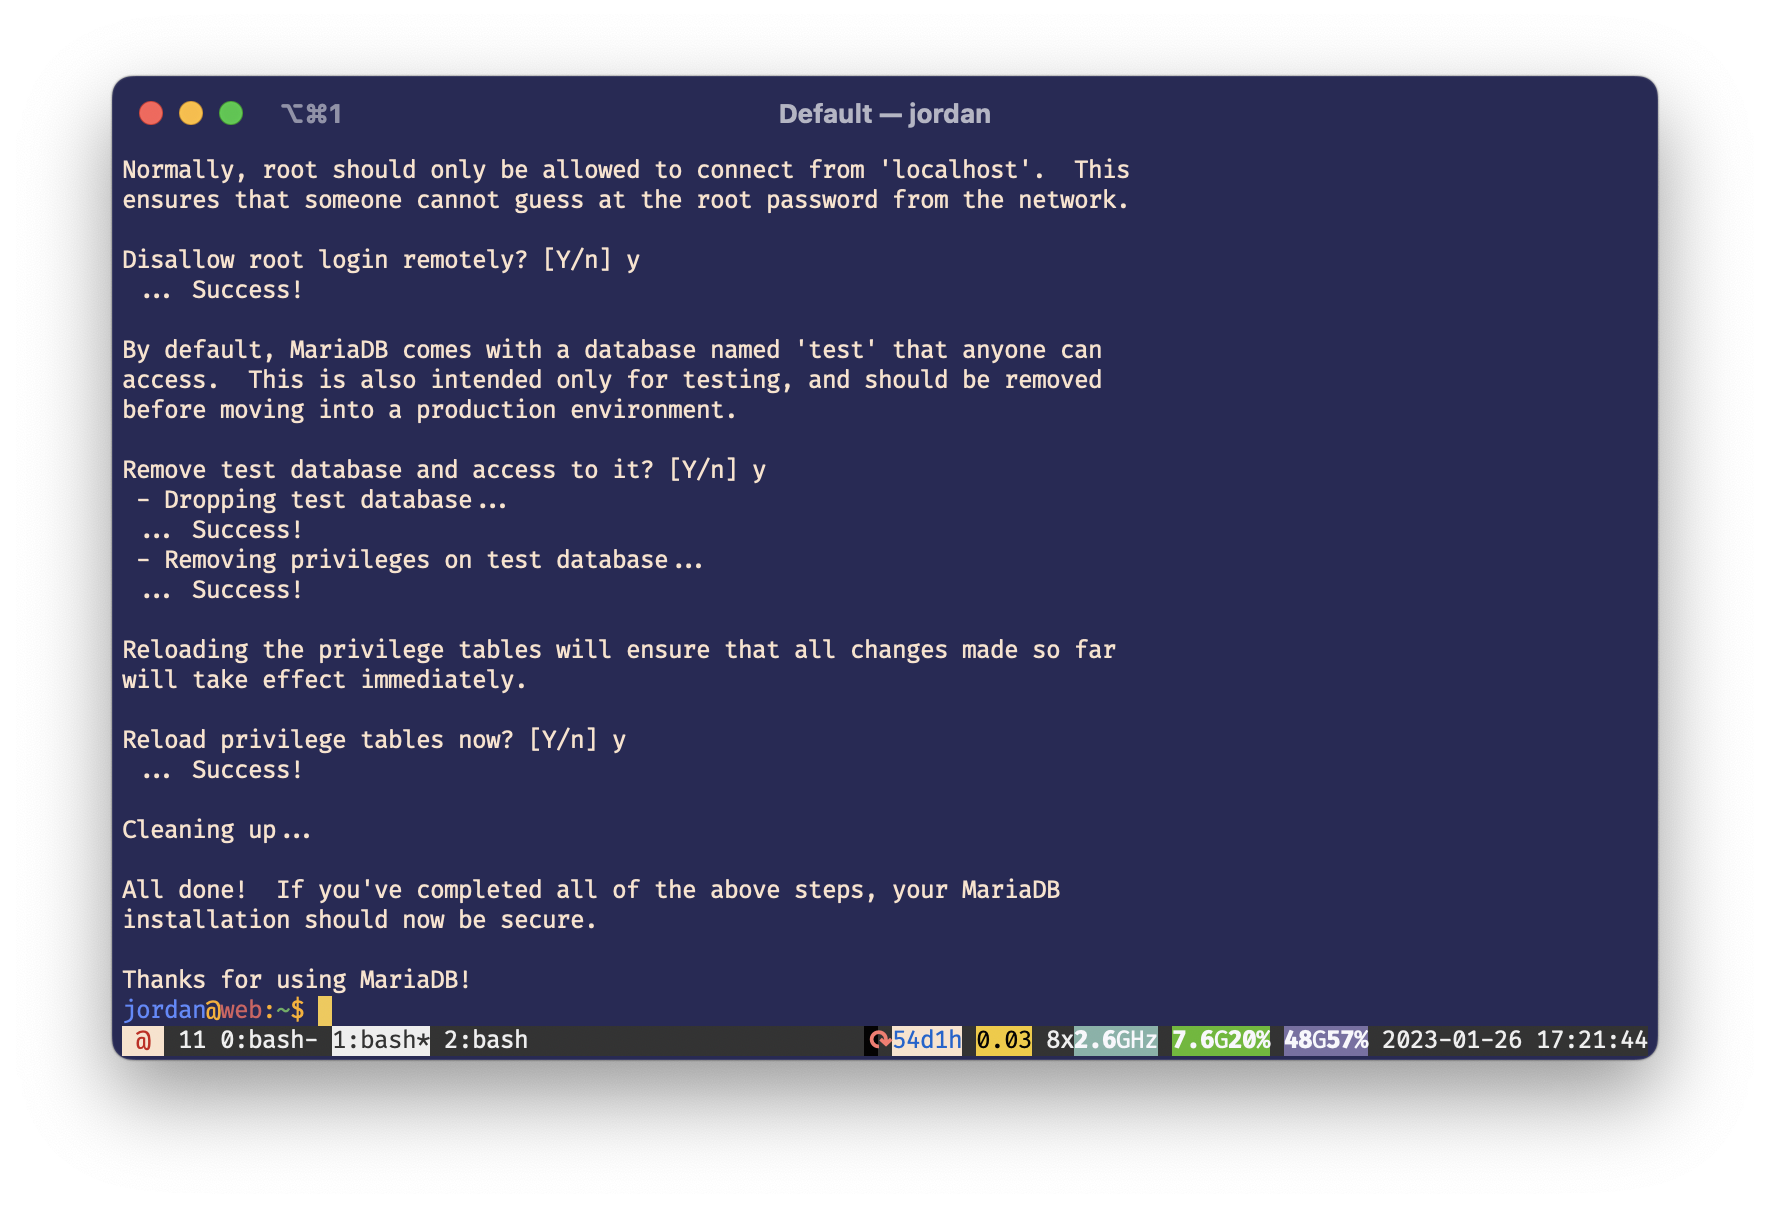 ⌥⌘1 Default — jordan
Normally, root should only be allowed to connect from 'localhost'.  This
ensures that someone cannot guess at the root password from the network.
Disallow root login remotely? [Y/n] y
 ... Success!
By default, MariaDB comes with a database named 'test' that anyone can
access.  This is also intended only for testing, and should be removed
before moving into a production environment.
Remove test database and access to it? [Y/n] y
 - Dropping test database...
 ... Success!
 - Removing privileges on test database...
 ... Success!
Reloading the privilege tables will ensure that all changes made so far
will take effect immediately.
Reload privilege tables now? [Y/n] y
 ... Success!
Cleaning up...
All done!  If you've completed all of the above steps, your MariaDB
installation should now be secure.
Thanks for using MariaDB!
jordan@web:~$
@ 11 0:bash- 1:bash* 2:bash ⟳54d1h 0.03 8x2.6GHz 7.6G20% 48G57% 2023-01-26 17:21:44